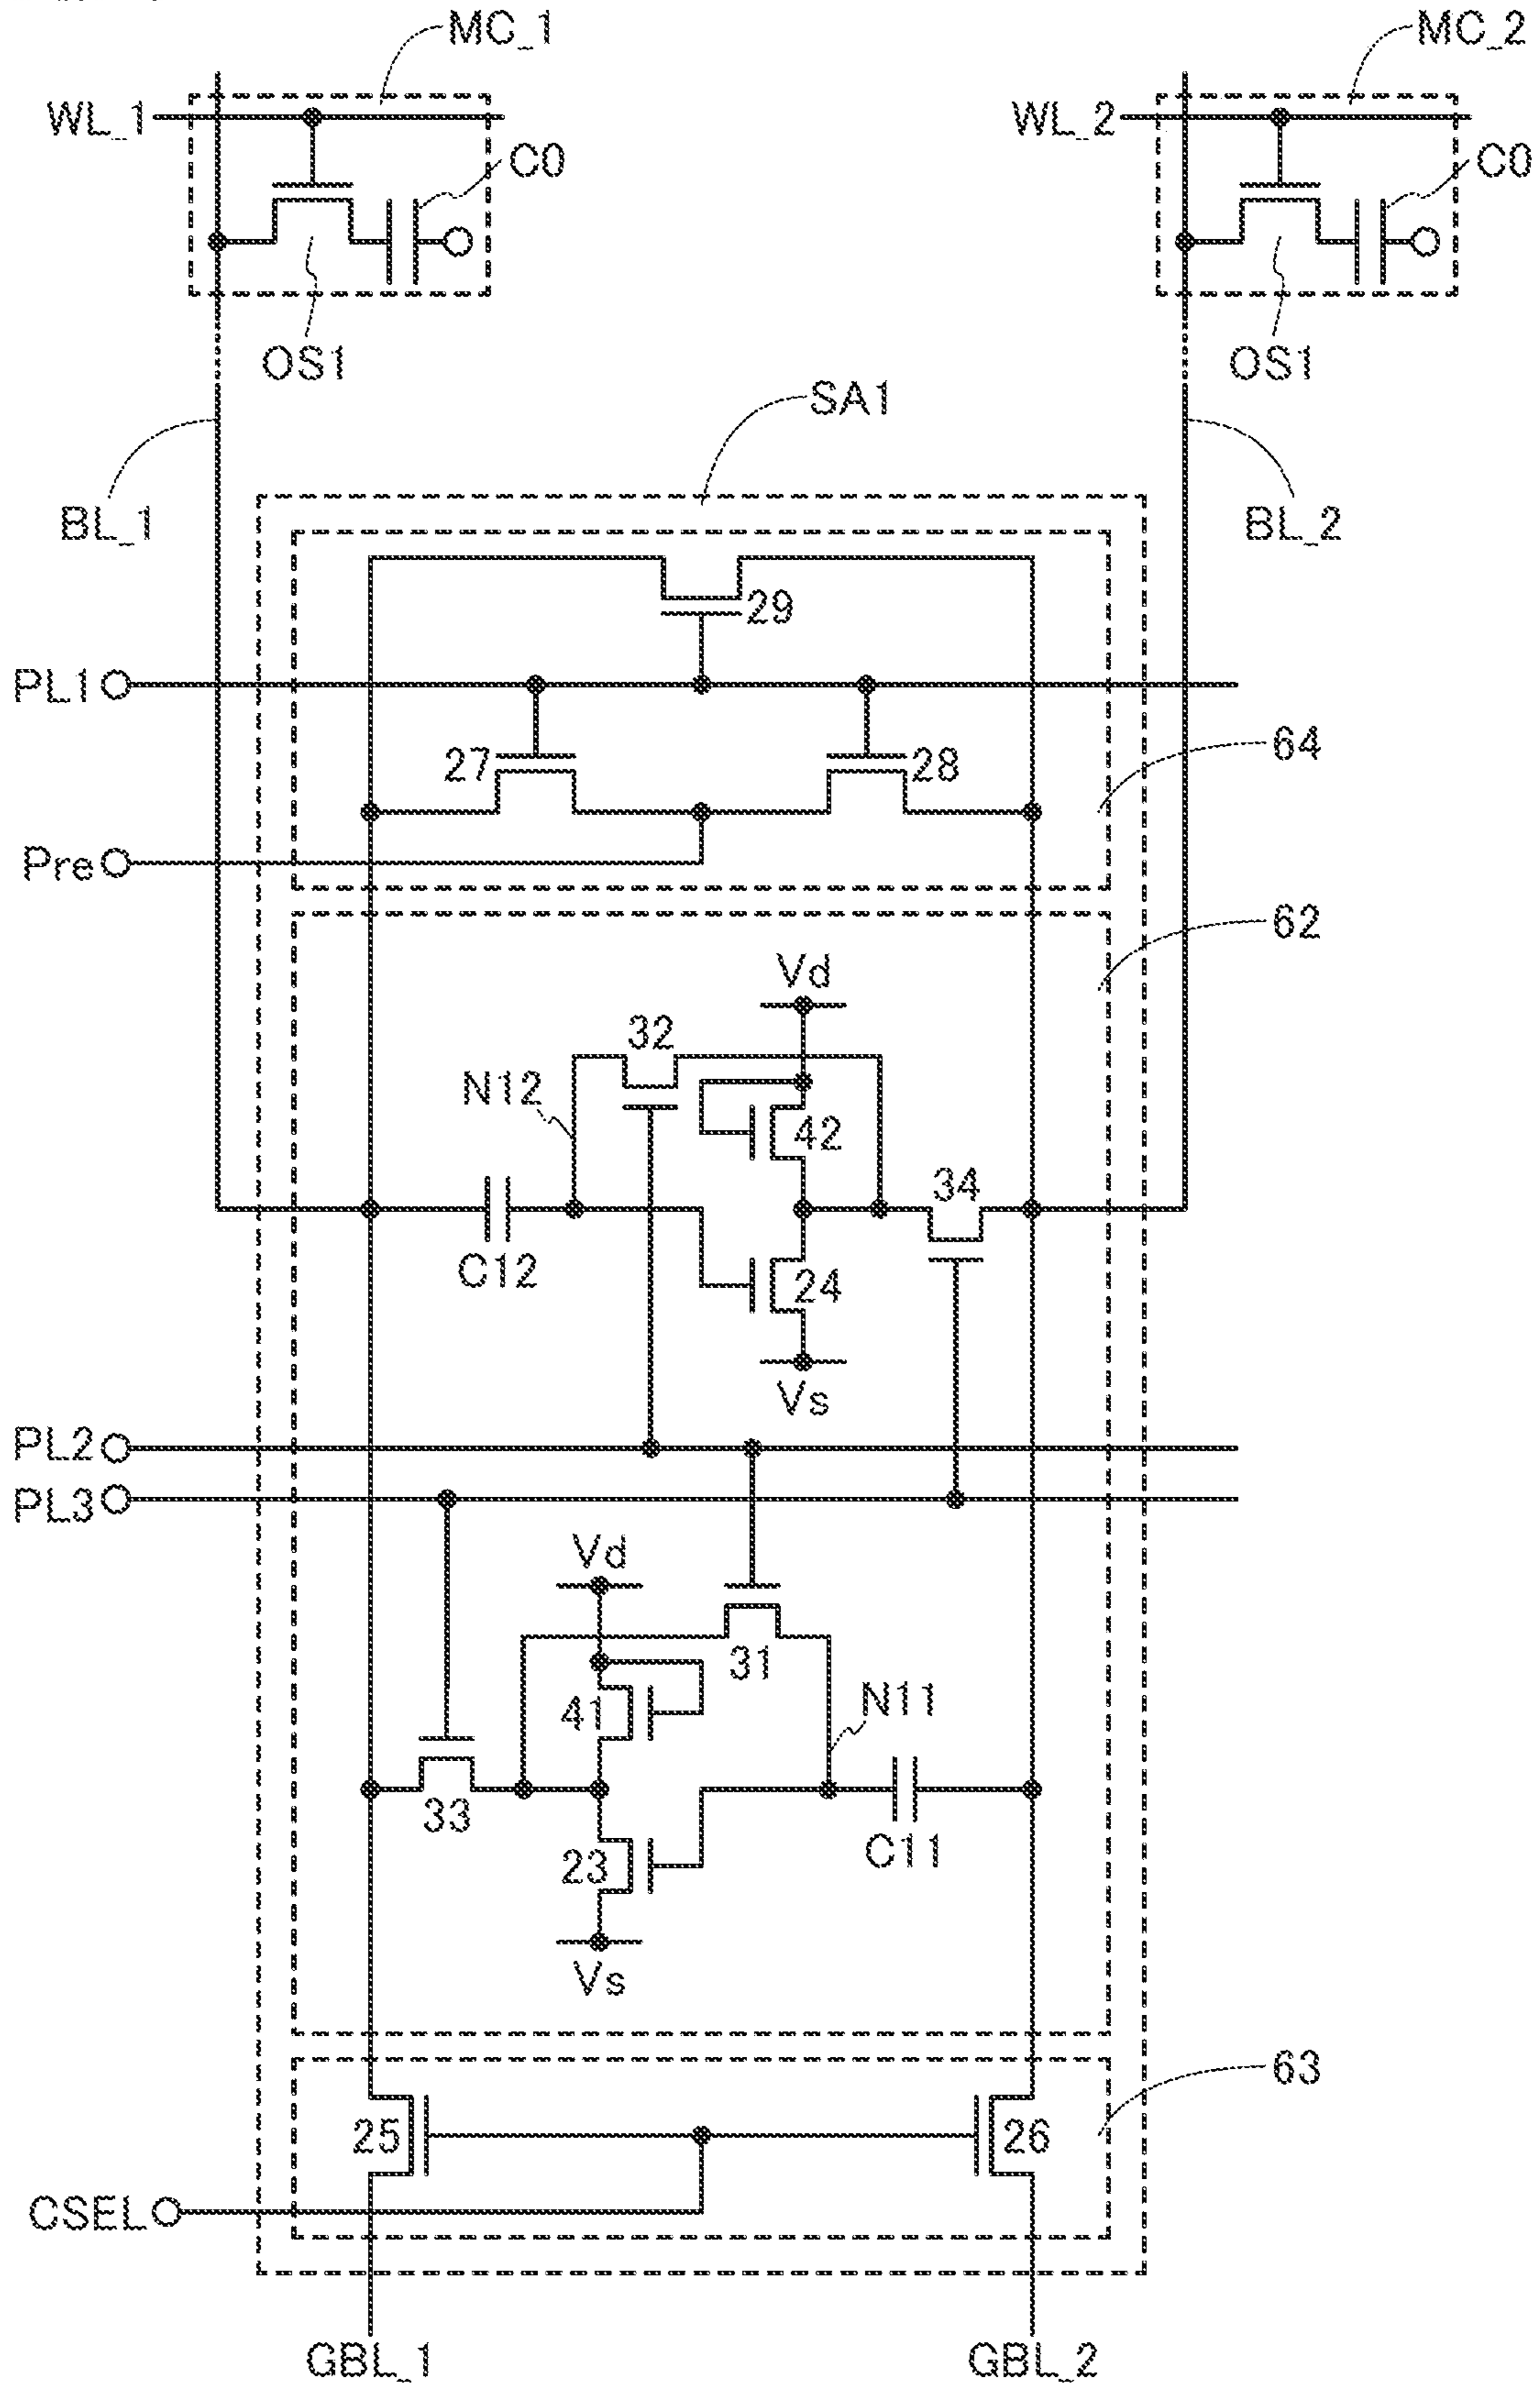 MC_1
MC_2
WL_1
WL_2
C0
C0
OS1
OS1
SA1
BL_1
BL_2
29
PL1
27
28
64
Pre
62
Vd
32
N12
42
34
C12
24
Vs
PL2
PL3
Vd
31
N11
41
33
C11
23
Vs
63
25
26
CSEL
GBL_1
GBL_2